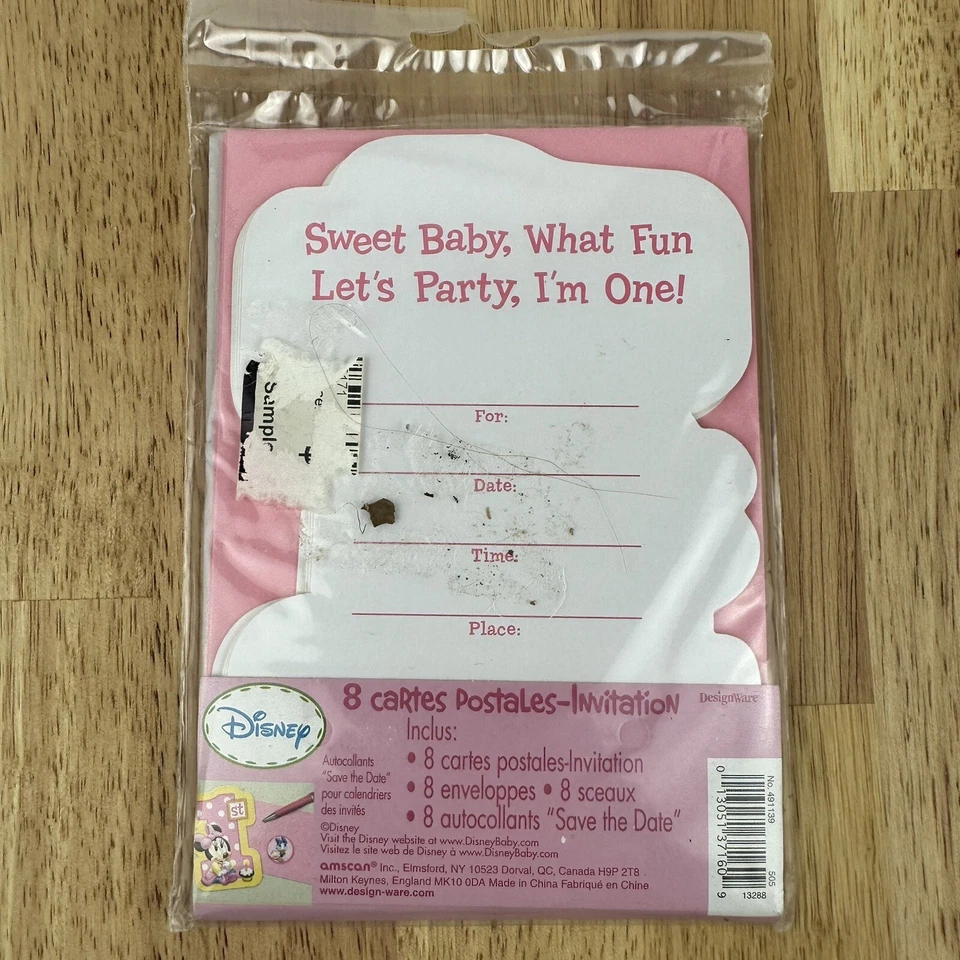 Sweet Baby, What Fun
Let's Party, I'm One!
171
Sample
For:
Date:
Time:
Place:
Disney
8 Cartes Postales-Invitation
DesignWare
Inclus:
• 8 cartes postales-Invitation
• 8 enveloppes • 8 sceaux
• 8 autocollants "Save the Date"
Autocollants
"Save the Date"
pour calendriers
des invités
1st
©Disney
Visit the Disney website at www.DisneyBaby.com
Visitez le site web de Disney à www.DisneyBaby.com
amscan® Inc., Elmsford, NY 10523 Dorval, QC, Canada H9P 2T8
Milton Keynes, England MK10 0DA Made in China Fabriqué en Chine
www.design-ware.com
No. 491139
0 13051 37160 9
505
13288